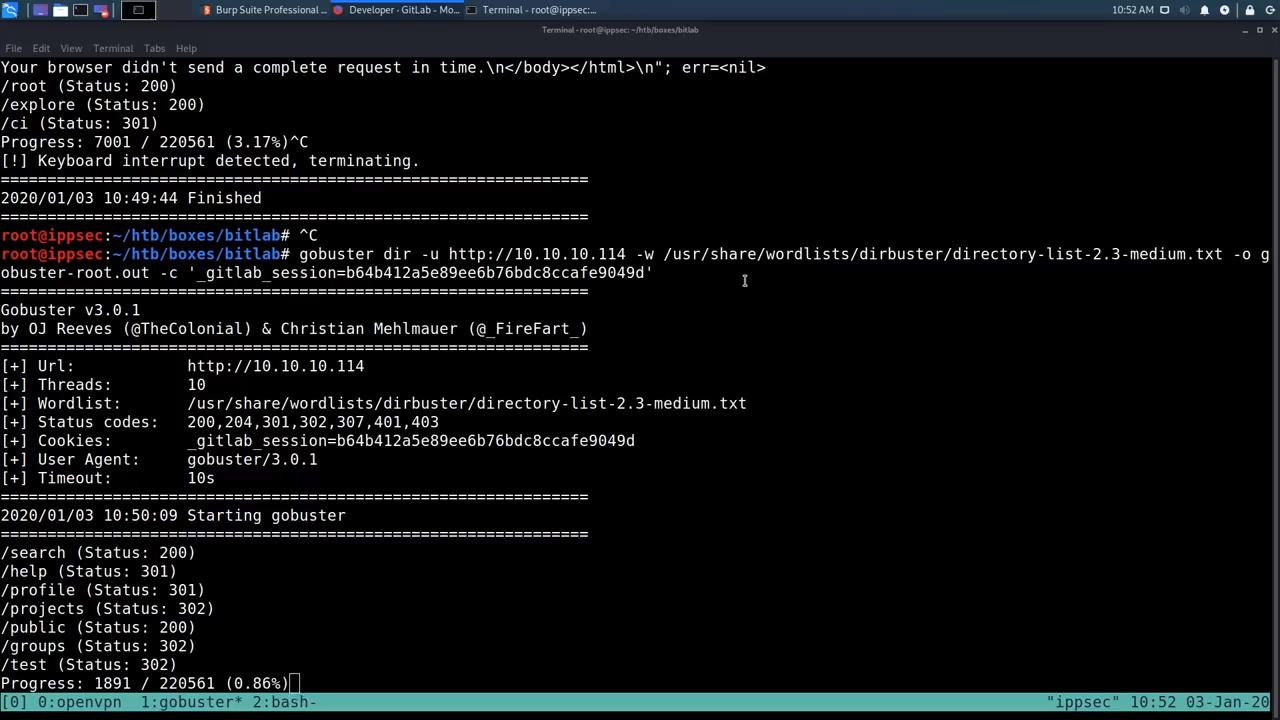 Burp Suite Professional ... Developer · GitLab - Mo... Terminal - root@ippsec:... 10:52 AM
Terminal - root@ippsec: ~/htb/boxes/bitlab
File Edit View Terminal Tabs Help
Your browser didn't send a complete request in time.\n</body></html>\n"; err=<nil>
/root (Status: 200)
/explore (Status: 200)
/ci (Status: 301)
Progress: 7001 / 220561 (3.17%)^C
[!] Keyboard interrupt detected, terminating.
===============================================================
2020/01/03 10:49:44 Finished
===============================================================
root@ippsec:~/htb/boxes/bitlab# ^C
root@ippsec:~/htb/boxes/bitlab# gobuster dir -u http://10.10.10.114 -w /usr/share/wordlists/dirbuster/directory-list-2.3-medium.txt -o g
obuster-root.out -c '_gitlab_session=b64b412a5e89ee6b76bdc8ccafe9049d'
===============================================================
Gobuster v3.0.1
by OJ Reeves (@TheColonial) & Christian Mehlmauer (@_FireFart_)
===============================================================
[+] Url: http://10.10.10.114
[+] Threads: 10
[+] Wordlist: /usr/share/wordlists/dirbuster/directory-list-2.3-medium.txt
[+] Status codes: 200,204,301,302,307,401,403
[+] Cookies: _gitlab_session=b64b412a5e89ee6b76bdc8ccafe9049d
[+] User Agent: gobuster/3.0.1
[+] Timeout: 10s
===============================================================
2020/01/03 10:50:09 Starting gobuster
===============================================================
/search (Status: 200)
/help (Status: 301)
/profile (Status: 301)
/projects (Status: 302)
/public (Status: 200)
/groups (Status: 302)
/test (Status: 302)
Progress: 1891 / 220561 (0.86%)
[0] 0:openvpn 1:gobuster* 2:bash- "ippsec" 10:52 03-Jan-20